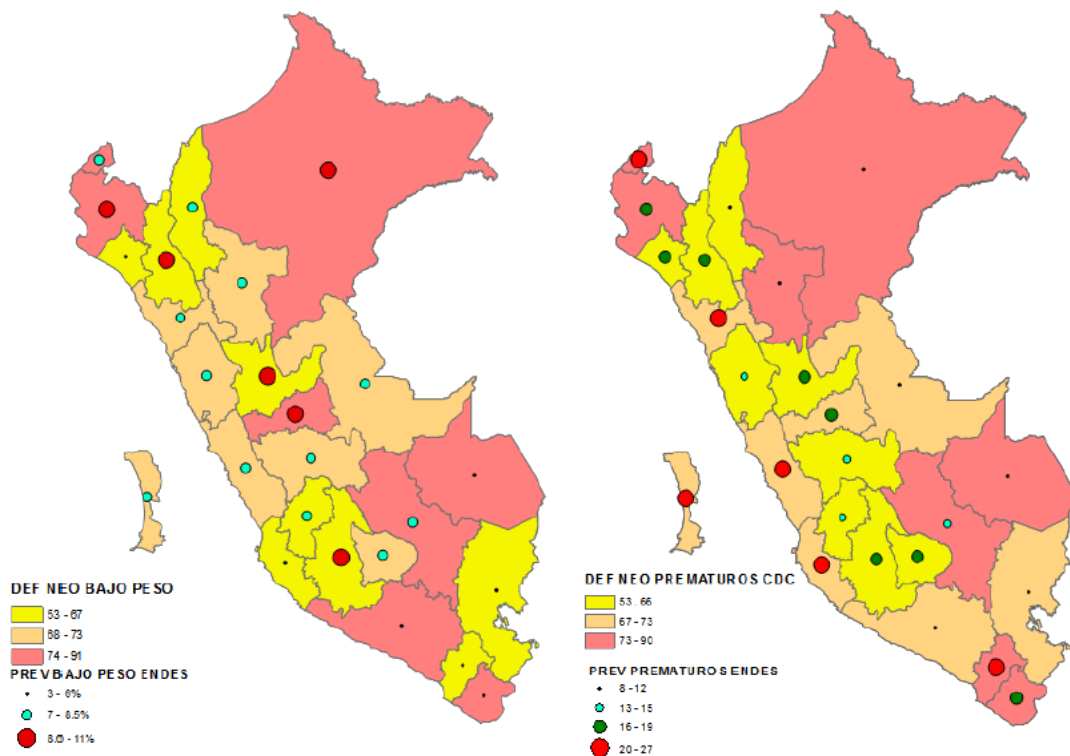 DEF NEO BAJO PESO
53 - 67
68 - 73
74 - 91
PREV BAJO PESO ENDES
3 - 6%
7 - 8.5%
8.6 - 11%
DEF NEO PREMATUROS CDC
53 . 66
67 - 73
73 - 90
PREV PREMATUROS ENDES
8 - 12
13 - 15
16 - 19
20 - 27